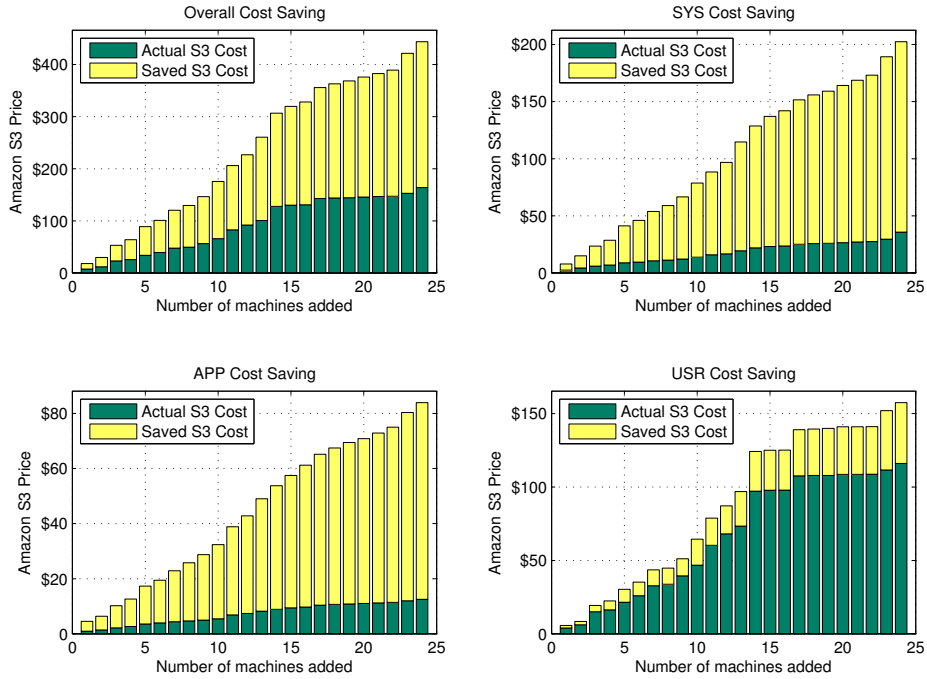 Overall Cost Saving
Actual S3 Cost
Saved S3 Cost
$400
$300
$200
$100
0
0 5 10 15 20 25
Amazon S3 Price
Number of machines added
SYS Cost Saving
Actual S3 Cost
Saved S3 Cost
$200
$150
$100
$50
0
0 5 10 15 20 25
Amazon S3 Price
Number of machines added
APP Cost Saving
Actual S3 Cost
Saved S3 Cost
$80
$60
$40
$20
0
0 5 10 15 20 25
Amazon S3 Price
Number of machines added
USR Cost Saving
Actual S3 Cost
Saved S3 Cost
$150
$100
$50
0
0 5 10 15 20 25
Amazon S3 Price
Number of machines added